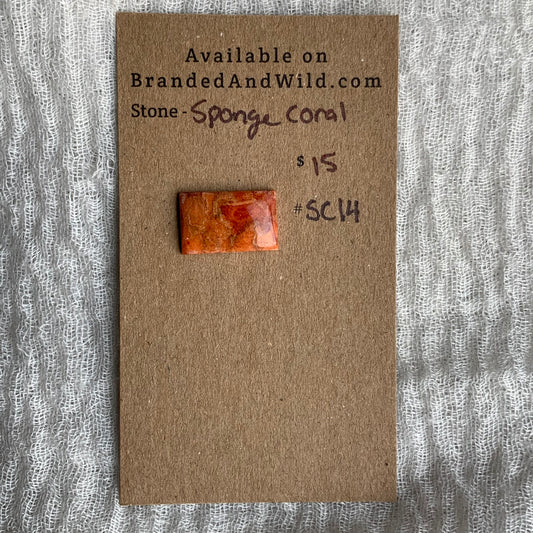 Available on
BrandedAndWild.com
Stone - Sponge Coral
$ 15
# SC14